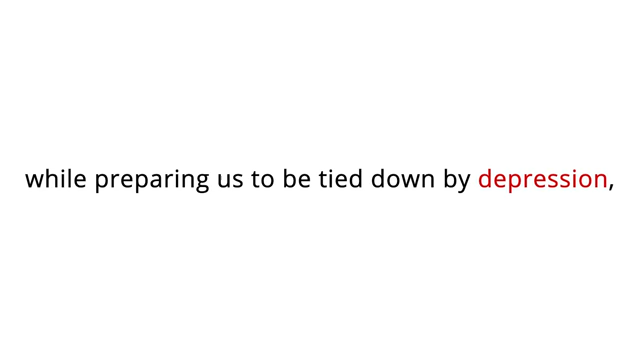 while preparing us to be tied down by depression,